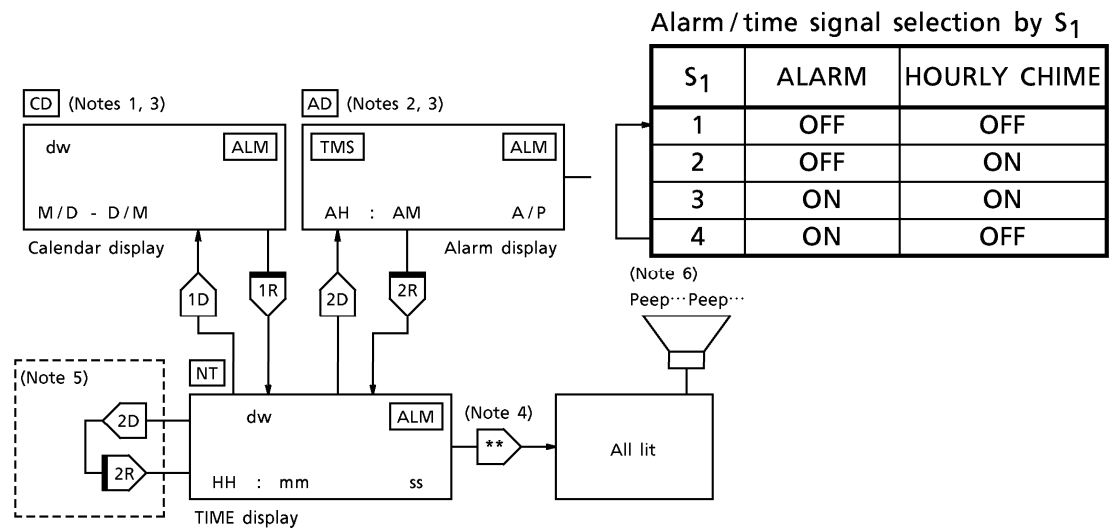 Alarm / time signal selection by S1
S1 ALARM HOURLY CHIME
1 OFF OFF
2 OFF ON
3 ON ON
4 ON OFF
CD (Notes 1, 3)
dw ALM
M/D - D/M
Calendar display
AD (Notes 2, 3)
TMS ALM
AH : AM A/P
Alarm display
1D 1R 2D 2R
(Note 6)
Peep··· Peep···
(Note 5)
2D
2R
NT
dw ALM
HH : mm ss
TIME display
(Note 4)
**
All lit